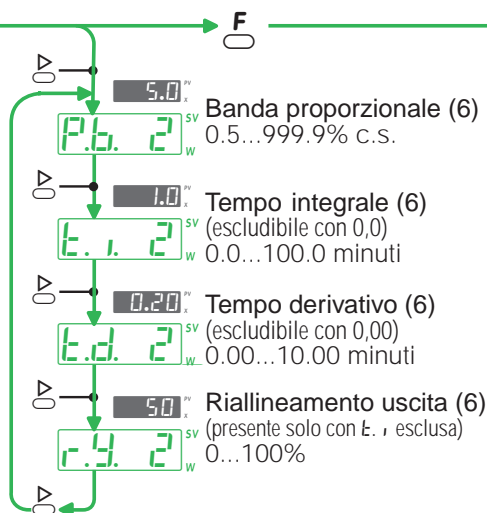 F
5.0 PV X
P.b. 2 SV W
Banda proporzionale (6)
0.5...999.9% c.s.
1.0 PV X
t. i. 2 SV W
Tempo integrale (6)
(escludibile con 0,0)
0.0...100.0 minuti
0.20 PV X
t.d. 2 SV W
Tempo derivativo (6)
(escludibile con 0,00)
0.00...10.00 minuti
50 PV X
r.y. 2 SV W
Riallineamento uscita (6)
(presente solo con t. i esclusa)
0...100%